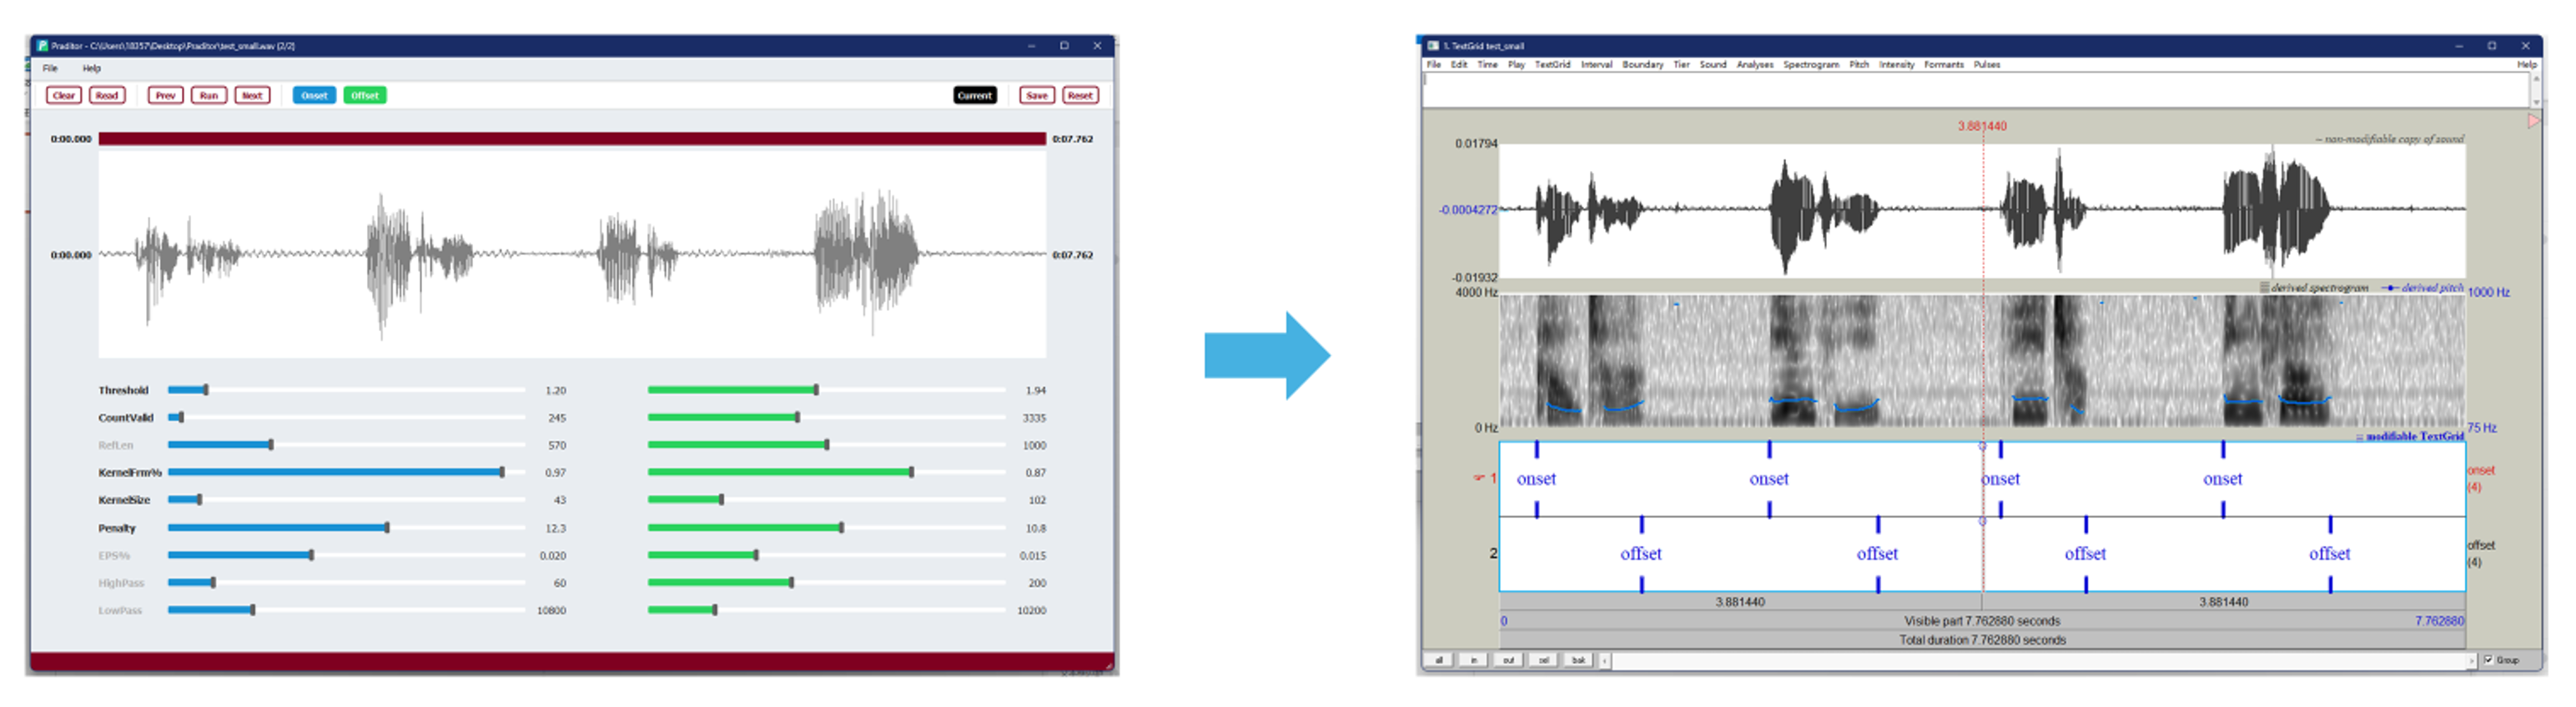 Praditor - C:\Users\18357\Desktop\Praditor\test_small.wav (2/2)
File Help
Clear Read Prev Run Next Onset Offset Current Save Reset
0:00.000 0:07.762
0:00.000 0:07.762
Threshold 1.20 1.94
CountValid 245 3335
RefLen 570 1000
KernelFrm% 0.97 0.87
KernelSize 43 102
Penalty 12.3 10.8
EPS% 0.020 0.015
HighPass 60 200
LowPass 10800 10200
1. TextGrid test_small
File Edit Time Play TextGrid Interval Boundary Tier Sound Analyses Spectrogram Pitch Intensity Formants Pulses Help
3.881440
0.01794 -- non-modifiable copy of sound
-0.0004272
-0.01932
4000 Hz derived spectrogram derived pitch 1000 Hz
0 Hz 75 Hz
modifiable TextGrid
1 onset onset onset onset onset
(4)
2 offset offset offset offset offset
(4)
3.881440 3.881440
0 Visible part 7.762880 seconds 7.762880
Total duration 7.762880 seconds
all in out sel bak Group